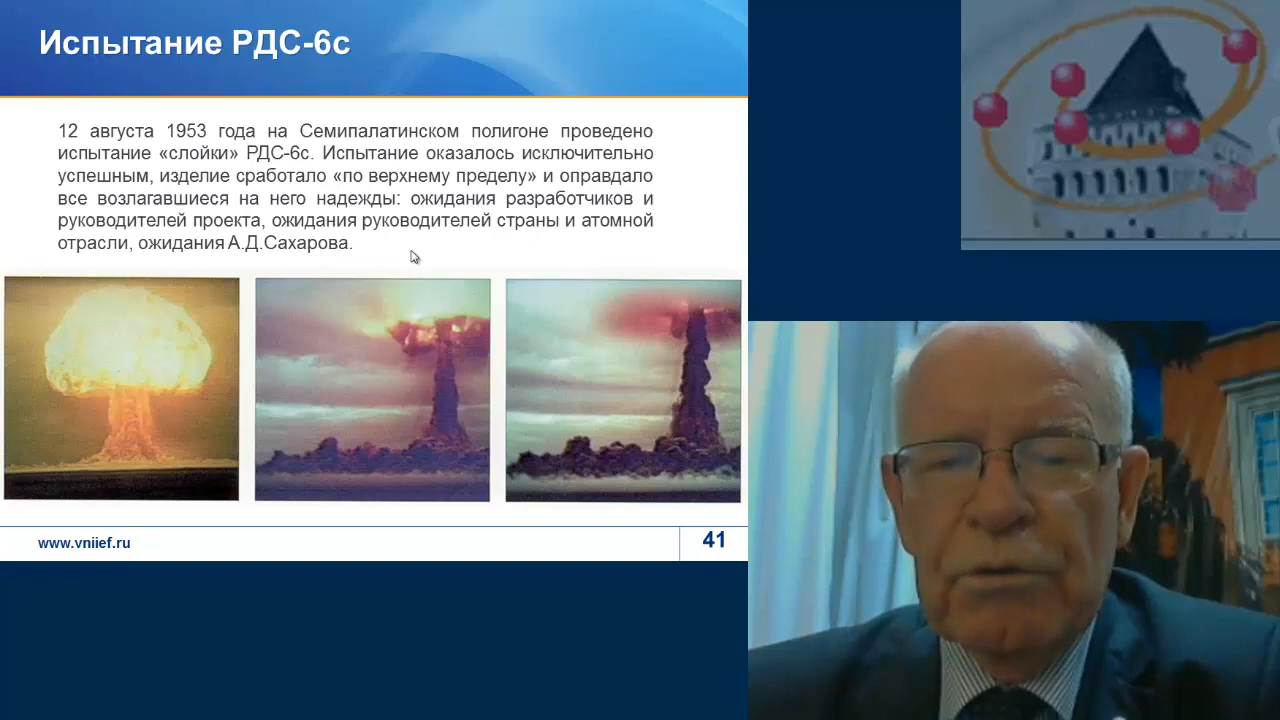 Испытание РДС-6с
12 августа 1953 года на Семипалатинском полигоне проведено
испытание «слойки» РДС-6с. Испытание оказалось исключительно
успешным, изделие сработало «по верхнему пределу» и оправдало
все возлагавшиеся на него надежды: ожидания разработчиков и
руководителей проекта, ожидания руководителей страны и атомной
отрасли, ожидания А.Д.Сахарова.
www.vniief.ru
41